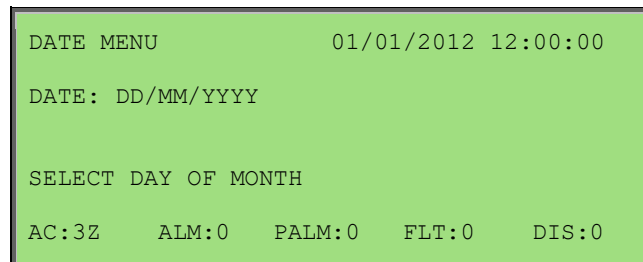 DATE MENU 01/01/2012 12:00:00
DATE: DD/MM/YYYY
SELECT DAY OF MONTH
AC:3Z ALM:0 PALM:0 FLT:0 DIS:0